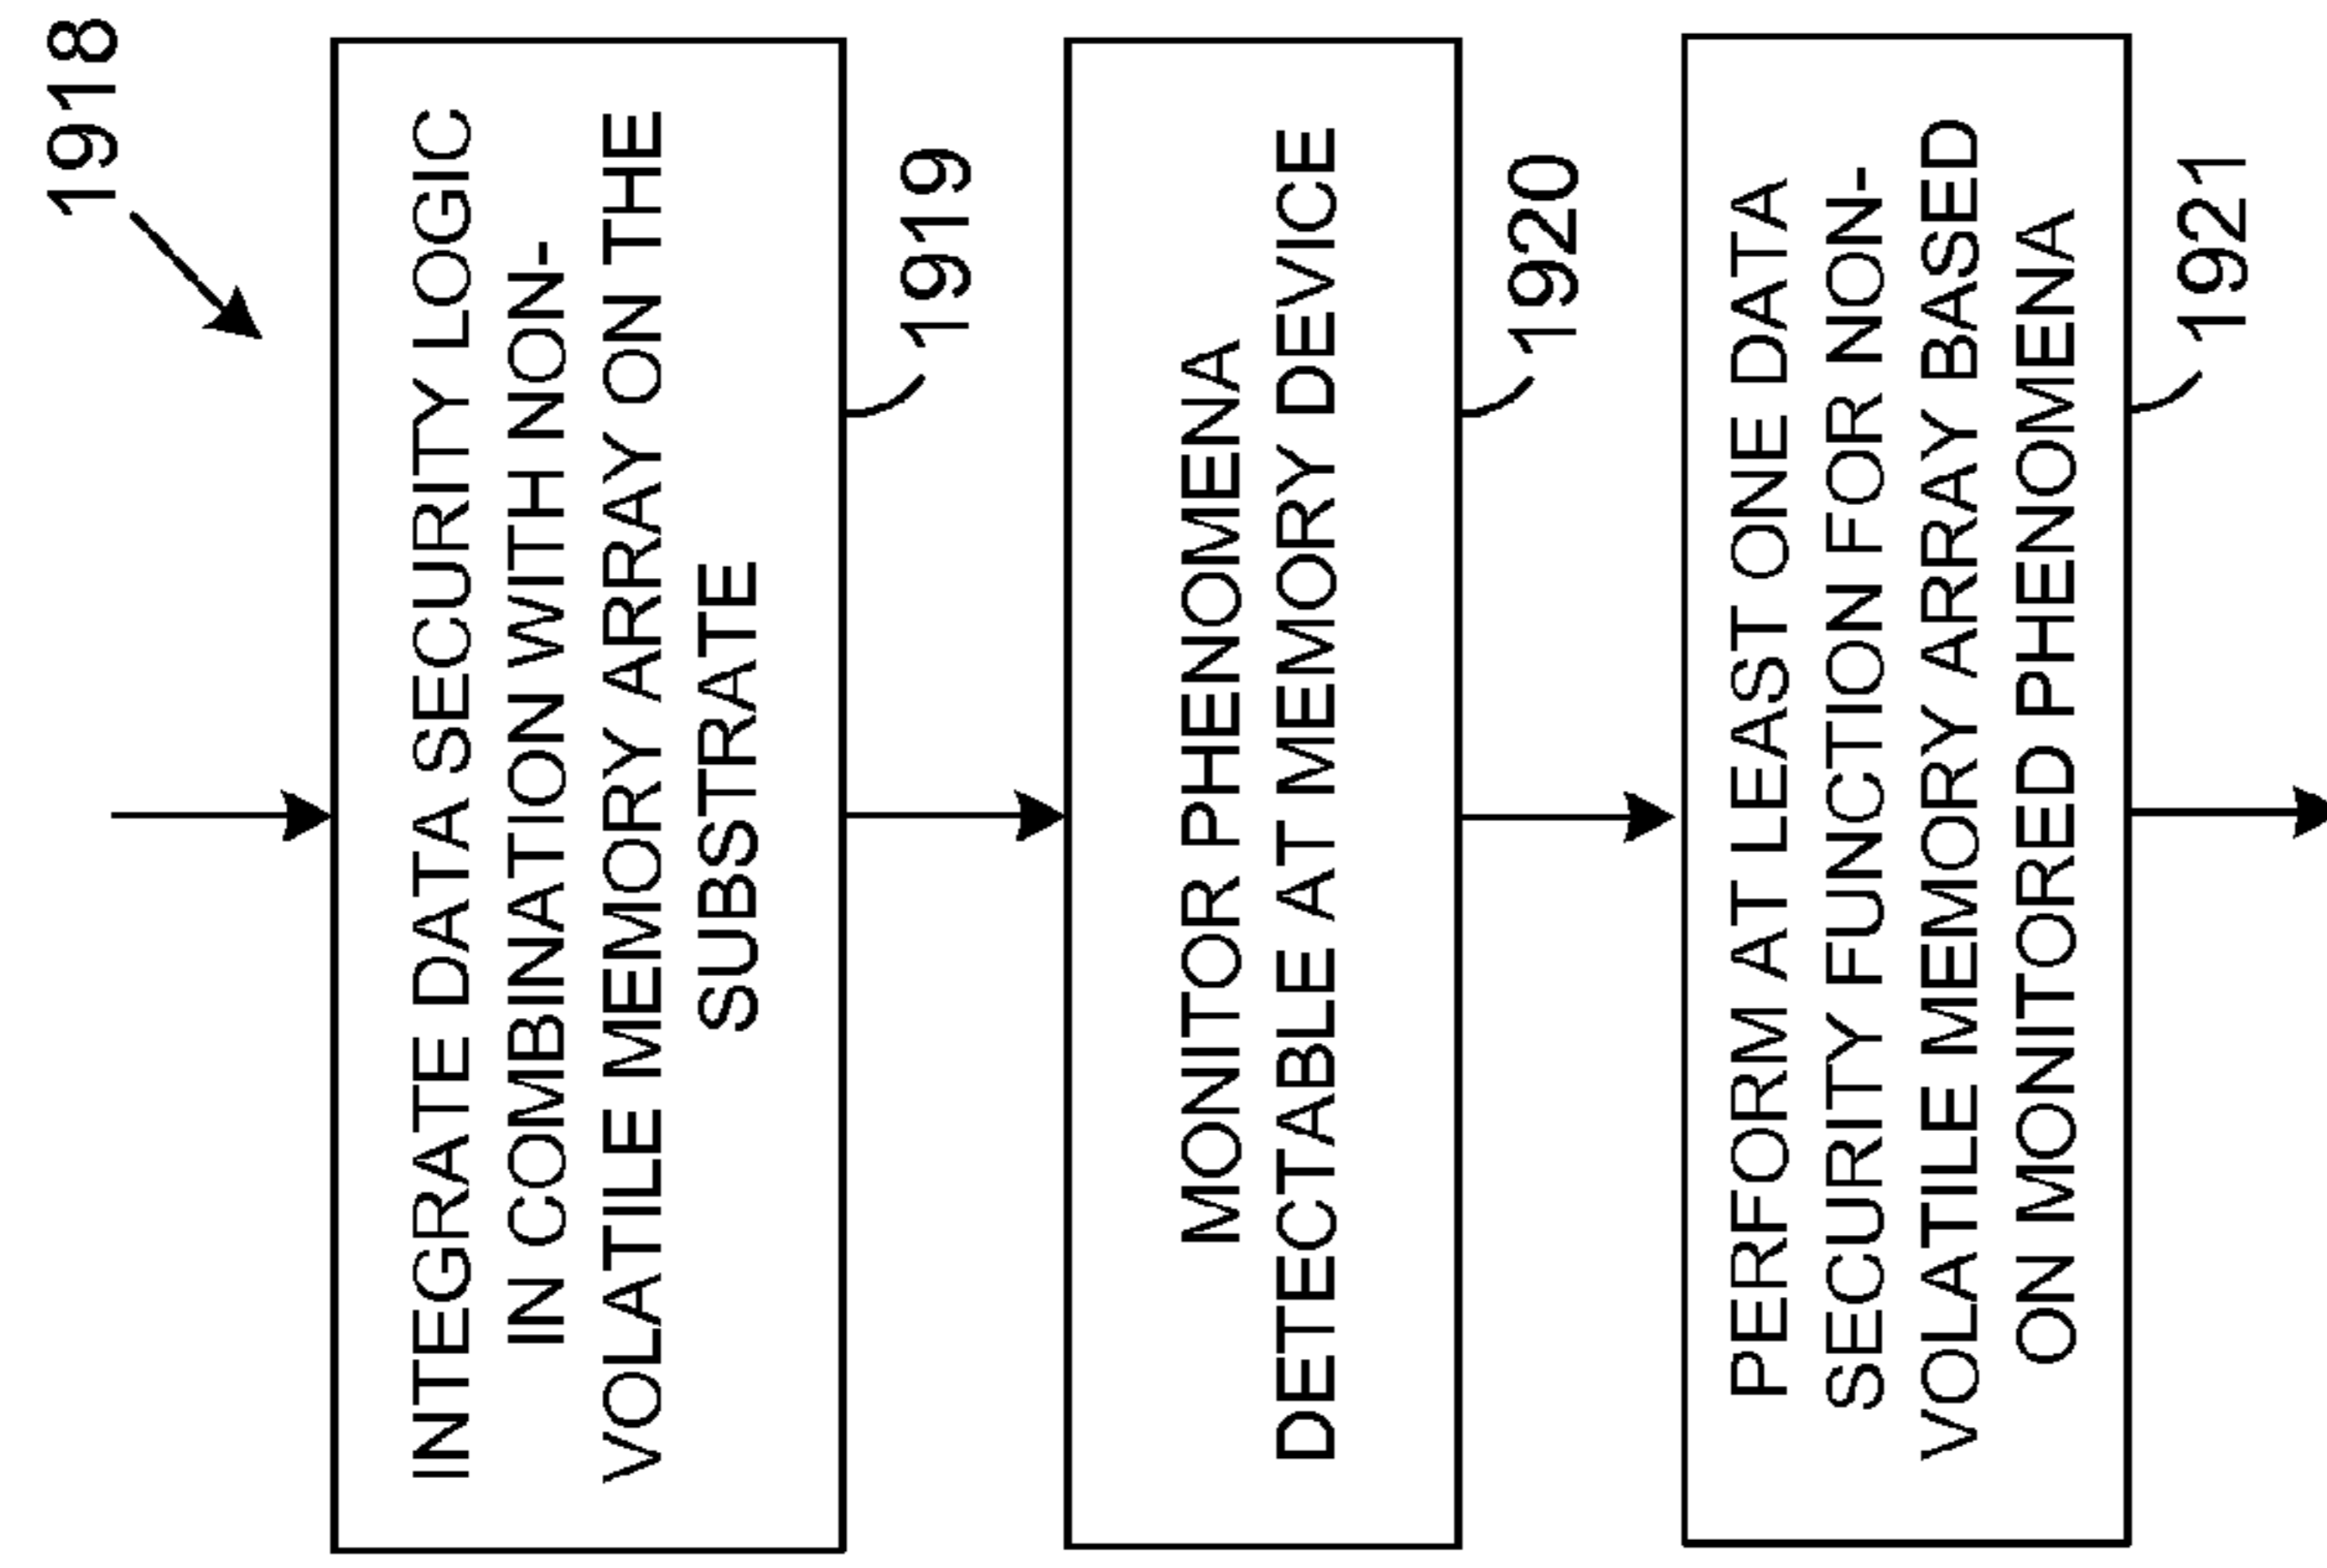 1918
INTEGRATE DATA SECURITY LOGIC
IN COMBINATION WITH NON-
VOLATILE MEMORY ARRAY ON THE
SUBSTRATE
1919
MONITOR PHENOMENA
DETECTABLE AT MEMORY DEVICE
1920
PERFORM AT LEAST ONE DATA
SECURITY FUNCTION FOR NON-
VOLATILE MEMORY ARRAY BASED
ON MONITORED PHENOMENA
1921